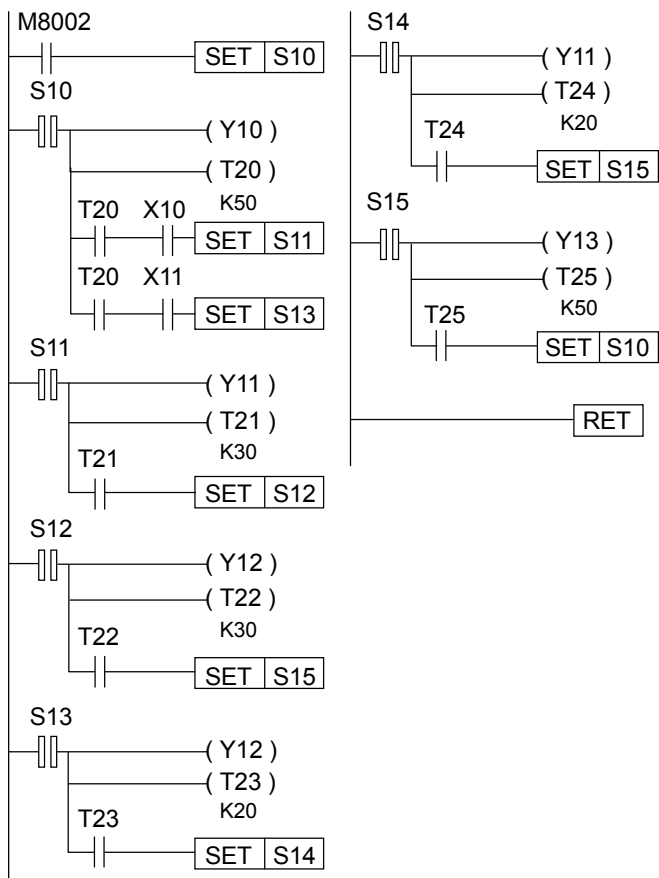 M8002
SET S10
S10
( Y10 )
( T20 )
K50
T20 X10
SET S11
T20 X11
SET S13
S11
( Y11 )
( T21 )
K30
T21
SET S12
S12
( Y12 )
( T22 )
K30
T22
SET S15
S13
( Y12 )
( T23 )
K20
T23
SET S14
S14
( Y11 )
( T24 )
K20
T24
SET S15
S15
( Y13 )
( T25 )
K50
T25
SET S10
RET